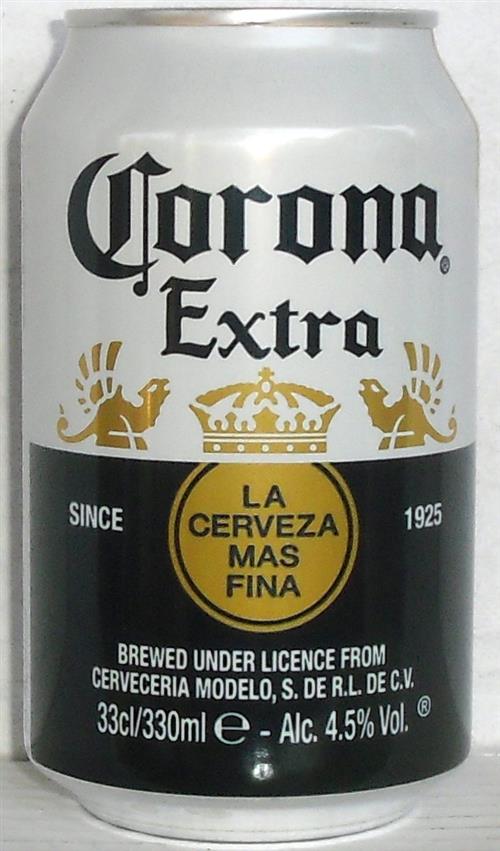 Corona®
Extra
SINCE
LA
CERVEZA
MAS
FINA
1925
BREWED UNDER LICENCE FROM
CERVECERIA MODELO, S. DE R.L. DE C.V.
33cl/330ml ℮ - Alc. 4.5% Vol. ®